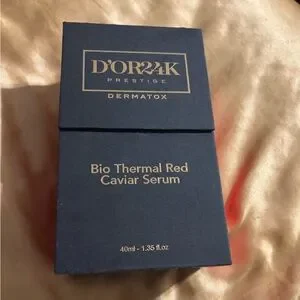 D'OR24K
PRESTIGE
DERMATOX
Bio Thermal Red
Caviar Serum
40ml - 1.35 fl.oz